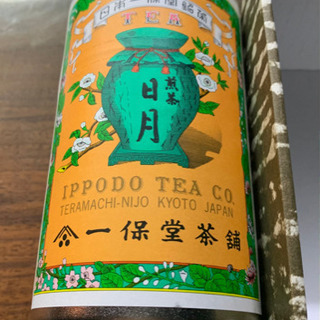 TEA
煎茶
日月
IPPODO TEA CO.
TERAMACHI-NIJO KYOTO JAPAN
一保堂茶舗